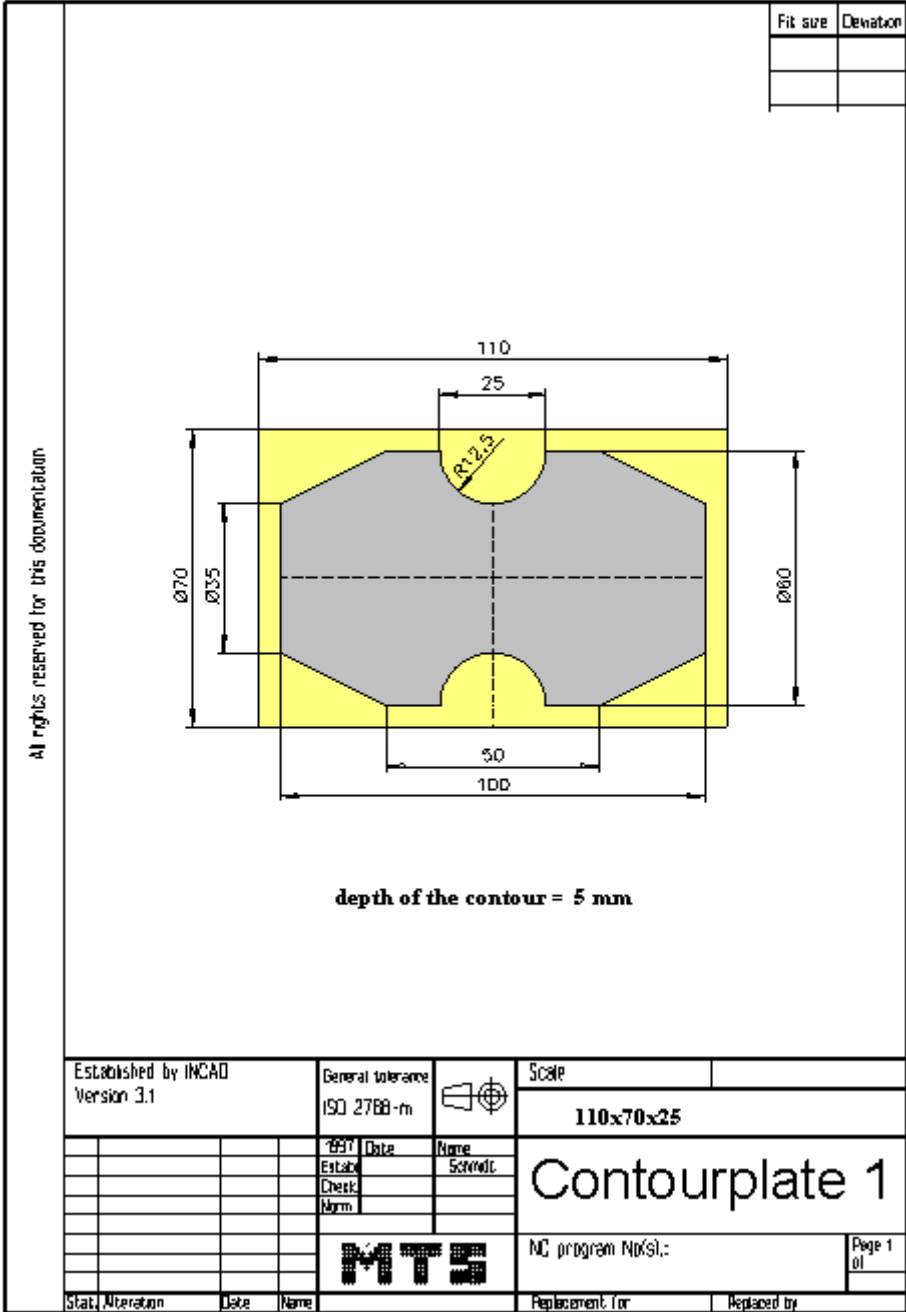 Fit size Deviation
All rights reserved for this documentation
110
25
R12,5
Ø70
Ø35
Ø60
50
100
depth of the contour = 5 mm
Established by INCAD
Version 3.1
General tolerance
ISO 2768-m
Scale
110x70x25
1997 Date Name
Establ Schmidt
Check.
Norm
Contourplate 1
MTS
NC program No(s).:
Page 1
of
Stat. Alteration Date Name
Replacement for
Replaced by